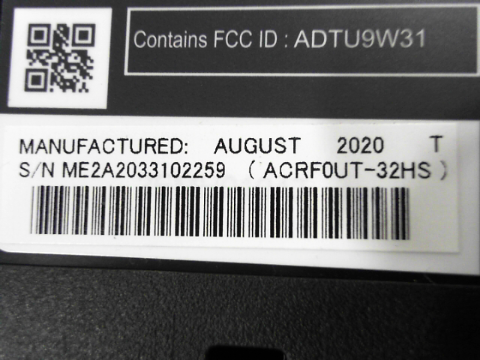 Contains FCC ID : ADTU9W31
MANUFACTURED: AUGUST 2020 T
S/N ME2A2033102259 ( ACRF0UT-32HS )